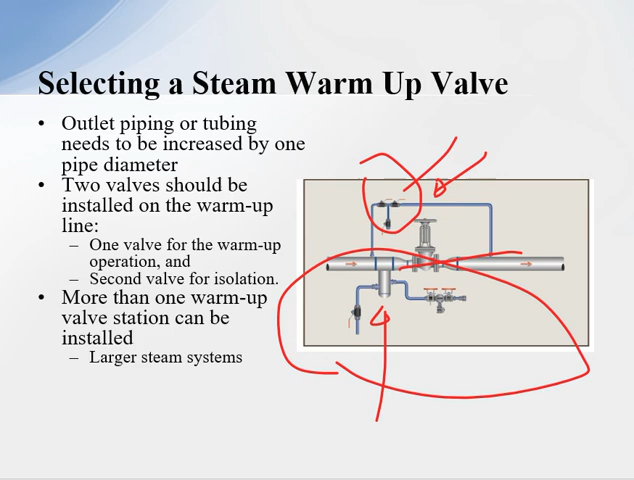 Selecting a Steam Warm Up Valve
• Outlet piping or tubing
needs to be increased by one
pipe diameter
• Two valves should be
installed on the warm-up
line:
– One valve for the warm-up
operation, and
– Second valve for isolation.
• More than one warm-up
valve station can be
installed
– Larger steam systems